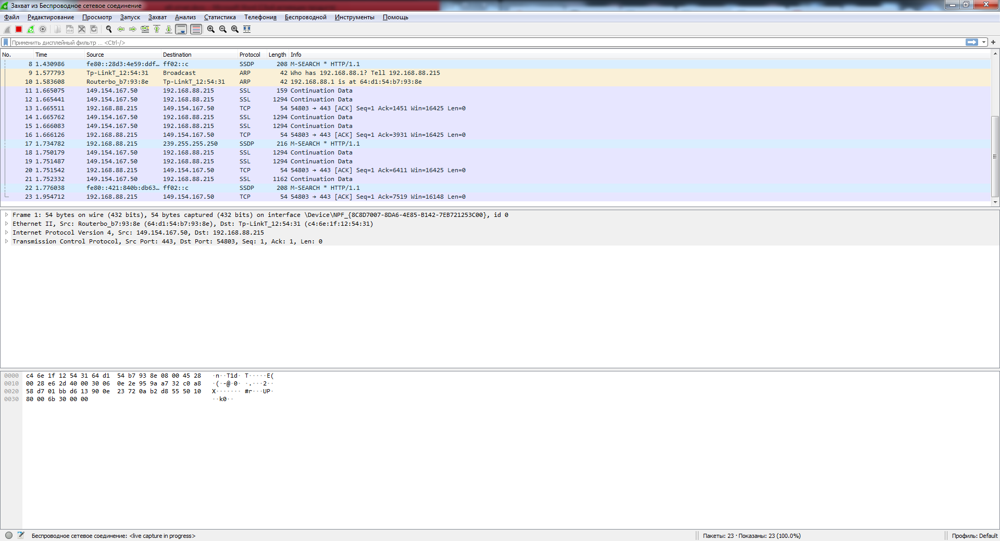 Захват из Беспроводное сетевое соединение
Файл Редактирование Просмотр Запуск Захват Анализ Статистика Телефония Беспроводной Инструменты Помощь
Применить дисплейный фильтр ... <Ctrl-/>
No. Time Source Destination Protocol Length Info
8 1.430986 fe80::28d3:4e59:ddf… ff02::c SSDP 208 M-SEARCH * HTTP/1.1
9 1.577793 Tp-LinkT_12:54:31 Broadcast ARP 42 Who has 192.168.88.1? Tell 192.168.88.215
10 1.583608 Routerbo_b7:93:8e Tp-LinkT_12:54:31 ARP 42 192.168.88.1 is at 64:d1:54:b7:93:8e
11 1.665075 149.154.167.50 192.168.88.215 SSL 159 Continuation Data
12 1.665441 149.154.167.50 192.168.88.215 SSL 1294 Continuation Data
13 1.665511 192.168.88.215 149.154.167.50 TCP 54 54803 → 443 [ACK] Seq=1 Ack=1451 Win=16425 Len=0
14 1.665762 149.154.167.50 192.168.88.215 SSL 1294 Continuation Data
15 1.666083 149.154.167.50 192.168.88.215 SSL 1294 Continuation Data
16 1.666126 192.168.88.215 149.154.167.50 TCP 54 54803 → 443 [ACK] Seq=1 Ack=3931 Win=16425 Len=0
17 1.734782 192.168.88.215 239.255.255.250 SSDP 216 M-SEARCH * HTTP/1.1
18 1.750179 149.154.167.50 192.168.88.215 SSL 1294 Continuation Data
19 1.751487 149.154.167.50 192.168.88.215 SSL 1294 Continuation Data
20 1.751542 192.168.88.215 149.154.167.50 TCP 54 54803 → 443 [ACK] Seq=1 Ack=6411 Win=16425 Len=0
21 1.752332 149.154.167.50 192.168.88.215 SSL 1162 Continuation Data
22 1.776038 fe80::421:840b:db63… ff02::c SSDP 208 M-SEARCH * HTTP/1.1
23 1.954712 192.168.88.215 149.154.167.50 TCP 54 54803 → 443 [ACK] Seq=1 Ack=7519 Win=16148 Len=0
Frame 1: 54 bytes on wire (432 bits), 54 bytes captured (432 bits) on interface \Device\NPF_{8C8D7007-8DA6-4E85-B142-7EB721253C00}, id 0
Ethernet II, Src: Routerbo_b7:93:8e (64:d1:54:b7:93:8e), Dst: Tp-LinkT_12:54:31 (c4:6e:1f:12:54:31)
Internet Protocol Version 4, Src: 149.154.167.50, Dst: 192.168.88.215
Transmission Control Protocol, Src Port: 443, Dst Port: 54803, Seq: 1, Ack: 1, Len: 0
0000 c4 6e 1f 12 54 31 64 d1 54 b7 93 8e 08 00 45 28 ·n··T1d· T·····E(
0010 00 28 e6 2d 40 00 30 06 0e 2e 95 9a a7 32 c0 a8 ·(·-@·0· ·.···2··
0020 58 d7 01 bb d6 13 90 0e 23 72 0a b2 d8 55 50 10 X······· #r···UP·
0030 80 00 6b 30 00 00 ··k0··
Беспроводное сетевое соединение: <live capture in progress>
Пакеты: 23 · Показаны: 23 (100.0%)
Профиль: Default